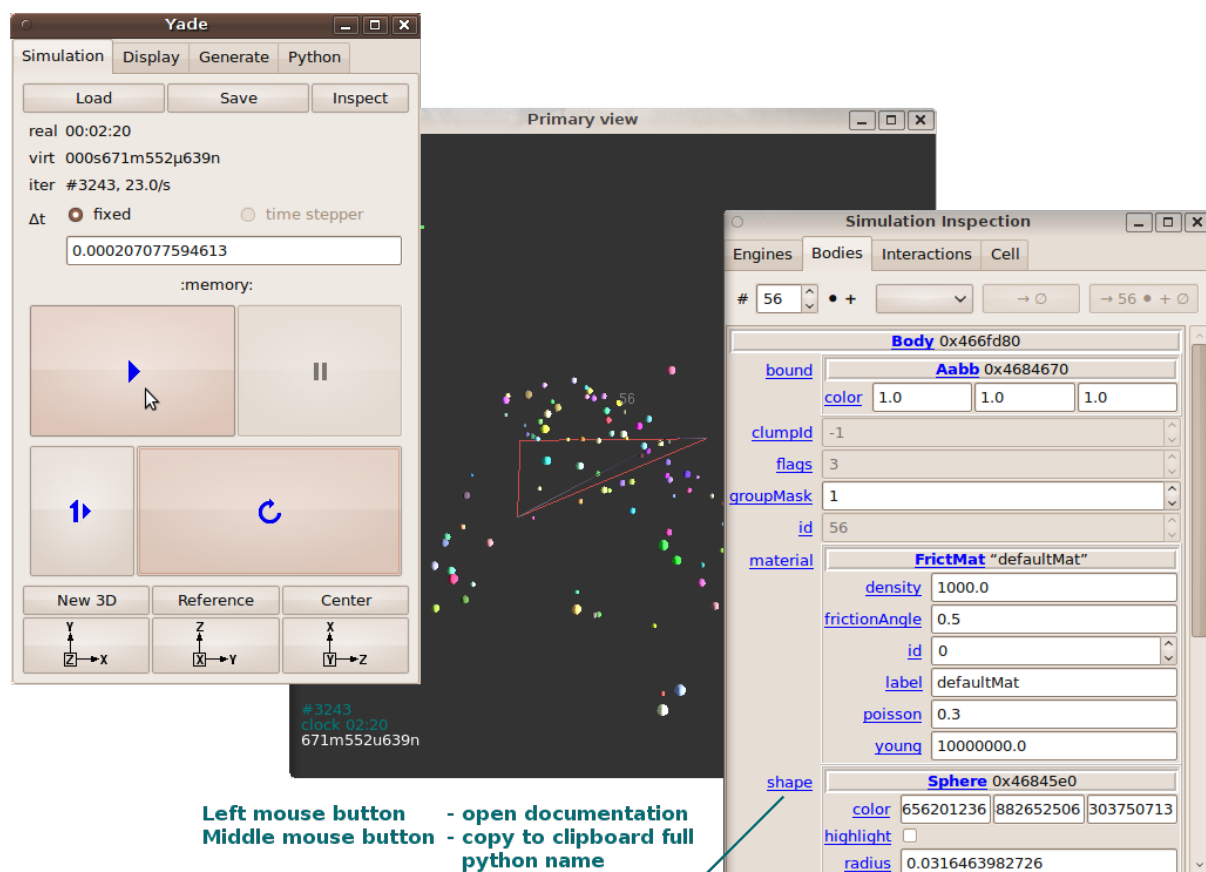 Yade
Simulation Display Generate Python
Load Save Inspect
real 00:02:20
virt 000s671m552µ639n
iter #3243, 23.0/s
Δt fixed time stepper
0.000207077594613
:memory:
1
New 3D Reference Center
Y Z X
Z X X Y Y Z
Primary view
56
#3243
clock 02:20
671m552u639n
Simulation Inspection
Engines Bodies Interactions Cell
# 56 • + → ∅ → 56 • + ∅
Body 0x466fd80
bound Aabb 0x4684670
color 1.0 1.0 1.0
clumpId -1
flags 3
groupMask 1
id 56
material FrictMat “defaultMat”
density 1000.0
frictionAngle 0.5
id 0
label defaultMat
poisson 0.3
young 10000000.0
shape Sphere 0x46845e0
color 656201236 882652506 303750713
highlight
radius 0.0316463982726
Left mouse button - open documentation
Middle mouse button - copy to clipboard full
python name